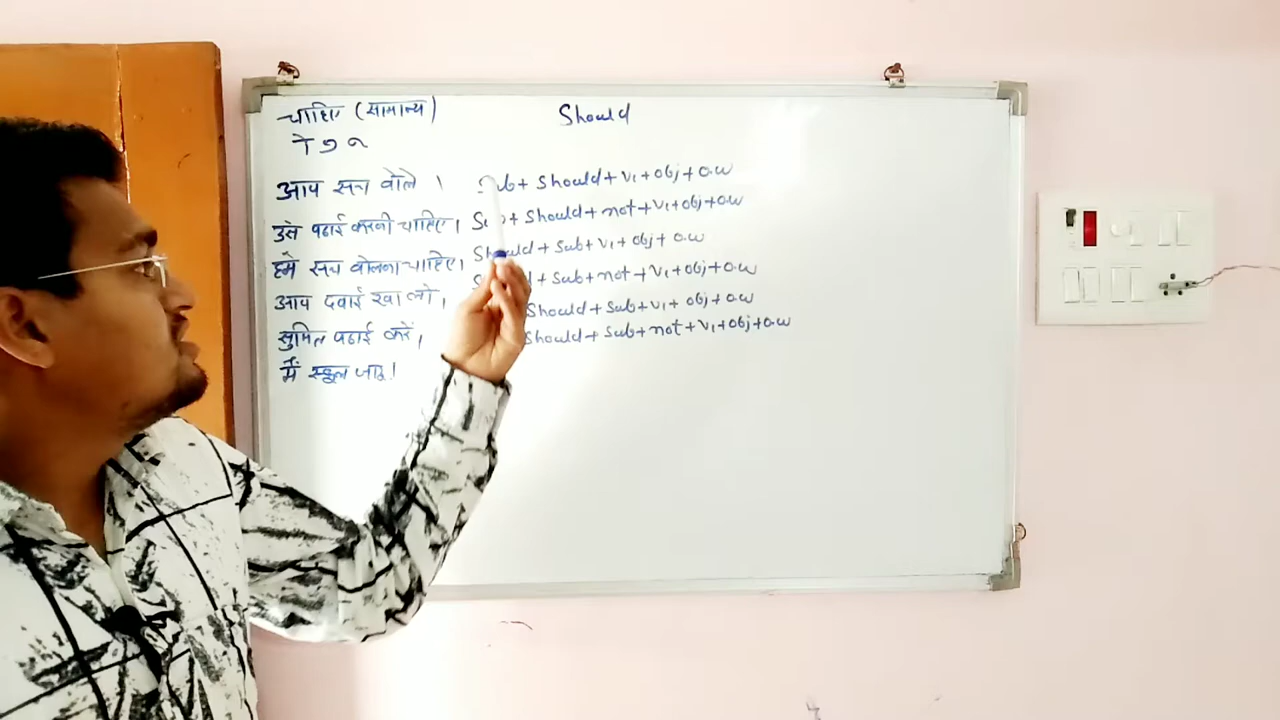 चाहिए (सामान्य) Should
े ु ू
आप सच बोले । Sub + Should + V1 + obj + o.w
उसे पढाई करनी चाहिए। Sub + Should + not + V1 + obj + o.w
हमे सच बोलना चाहिए। Should + Sub + V1 + obj + o.w
आप दवाई खा लो। + Sub + not + V1 + obj + o.w
सुमित पढाई करें। Should + Sub + V1 + obj + o.w
मैं स्कूल जाऊ। Should + Sub + not + V1 + obj + o.w